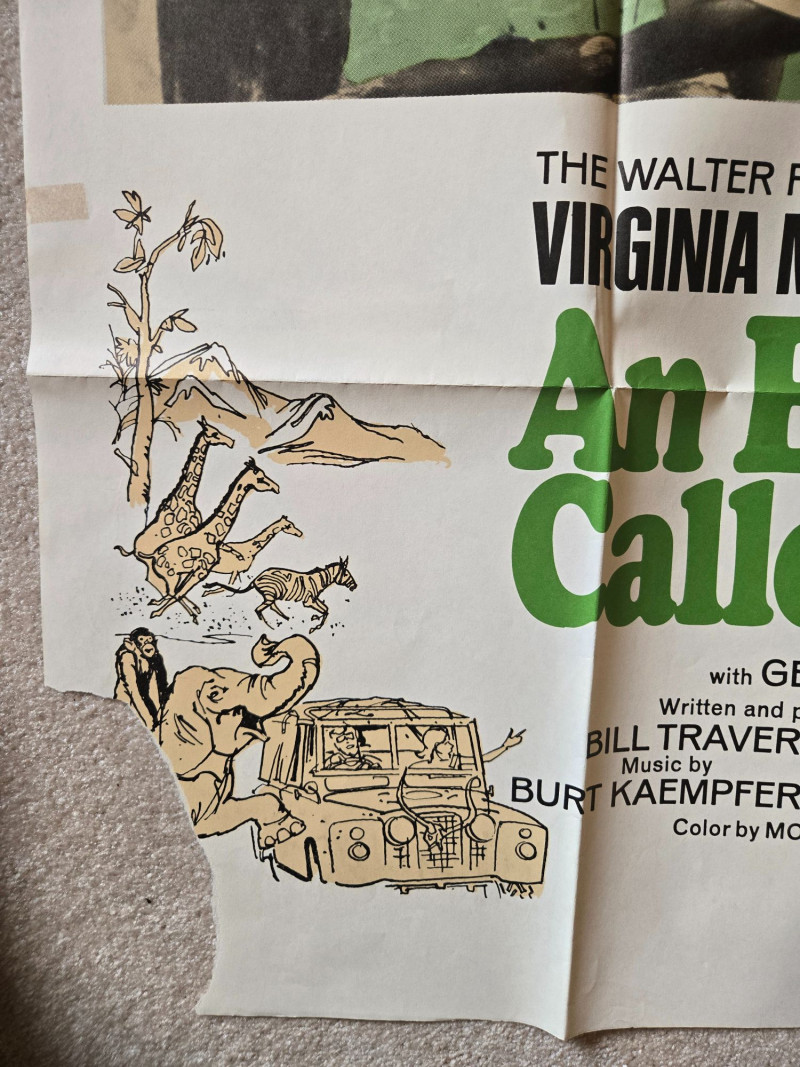 THE WALTER
VIRGINIA
An
Calle
with GE
Written and p
BILL TRAVER
Music by
BURT KAEMPFER
Color by MO